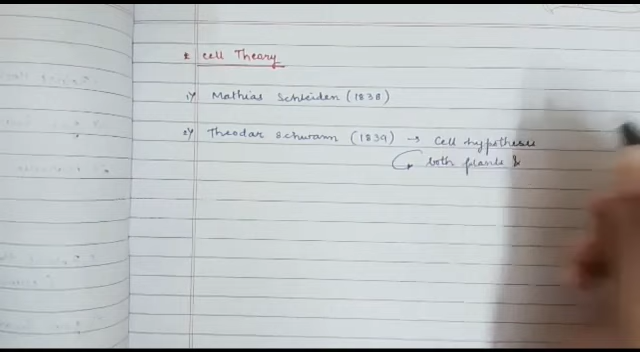 * Cell Theory
1) Mathias Schleiden (1838)
2) Theodar Schwann (1839) → Cell hypothesis
↳ both plants &